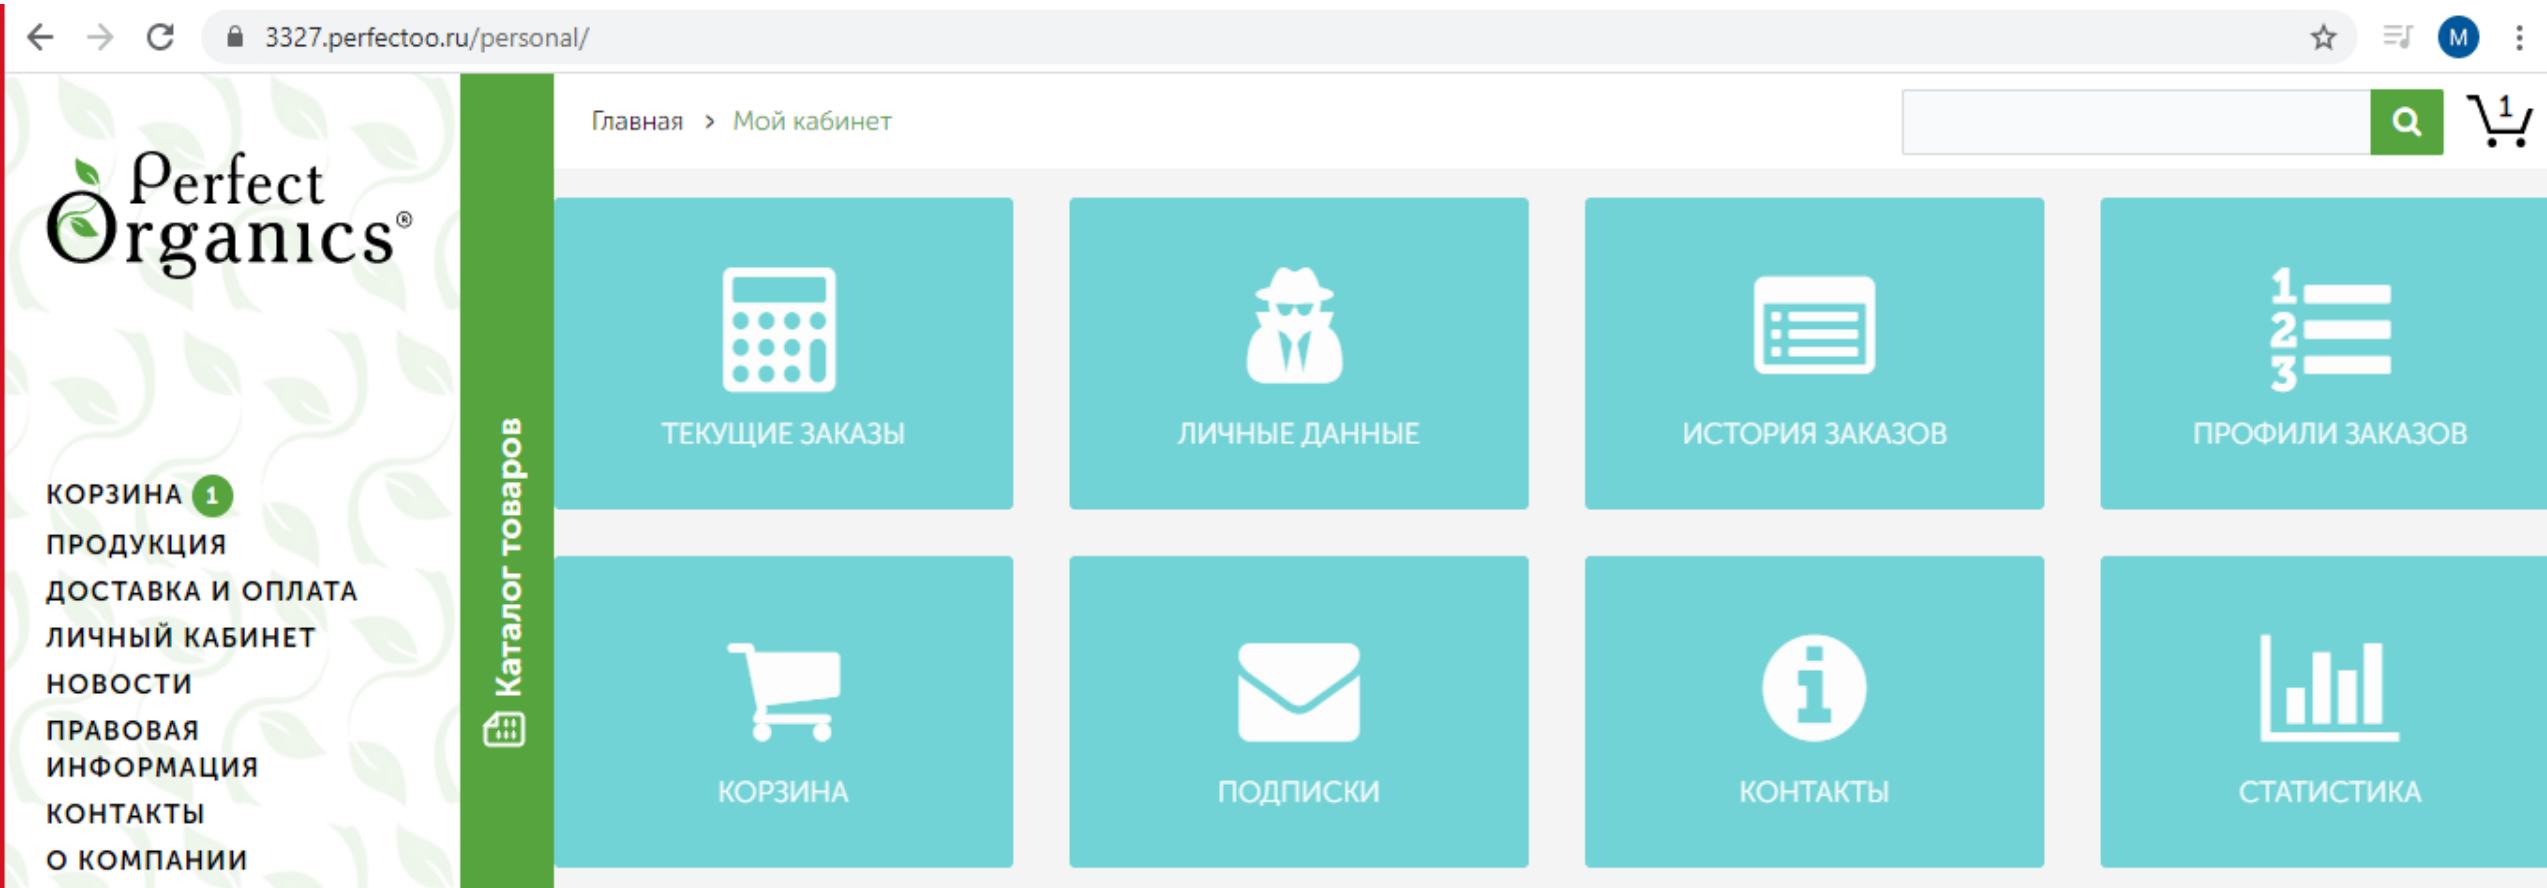 3327.perfectoo.ru/personal/
M
Perfect
Organics®
КОРЗИНА 1
ПРОДУКЦИЯ
ДОСТАВКА И ОПЛАТА
ЛИЧНЫЙ КАБИНЕТ
НОВОСТИ
ПРАВОВАЯ
ИНФОРМАЦИЯ
КОНТАКТЫ
О КОМПАНИИ
Каталог товаров
Главная > Мой кабинет
1
ТЕКУЩИЕ ЗАКАЗЫ
ЛИЧНЫЕ ДАННЫЕ
ИСТОРИЯ ЗАКАЗОВ
1
2
3
ПРОФИЛИ ЗАКАЗОВ
КОРЗИНА
ПОДПИСКИ
КОНТАКТЫ
СТАТИСТИКА